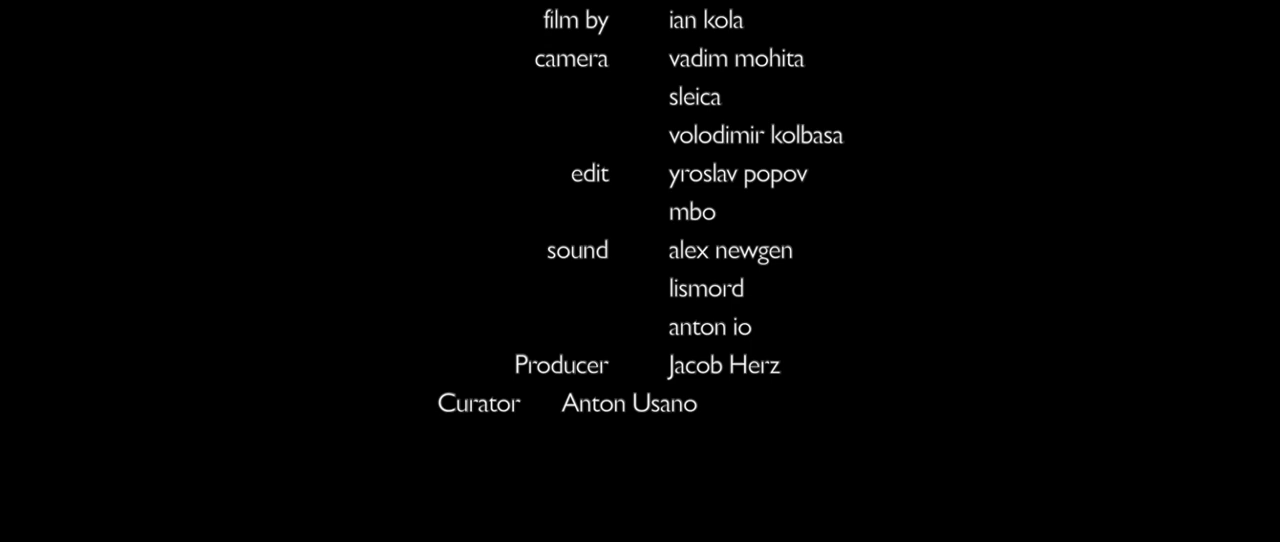 film by ian kola
camera vadim mohita
sleica
volodimir kolbasa
edit yroslav popov
mbo
sound alex newgen
lismord
anton io
Producer Jacob Herz
Curator Anton Usano